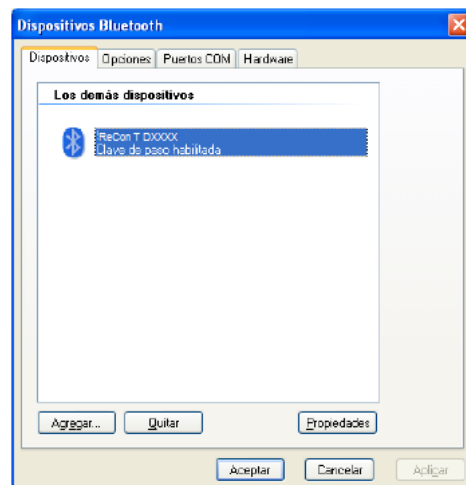 Dispositivos Bluetooth
Dispositivos Opciones Puertos COM Hardware
Los demás dispositivos
ReCon T DXXXX
Clave de paso habilitada
Agregar... Quitar Propiedades
Aceptar Cancelar Aplicar